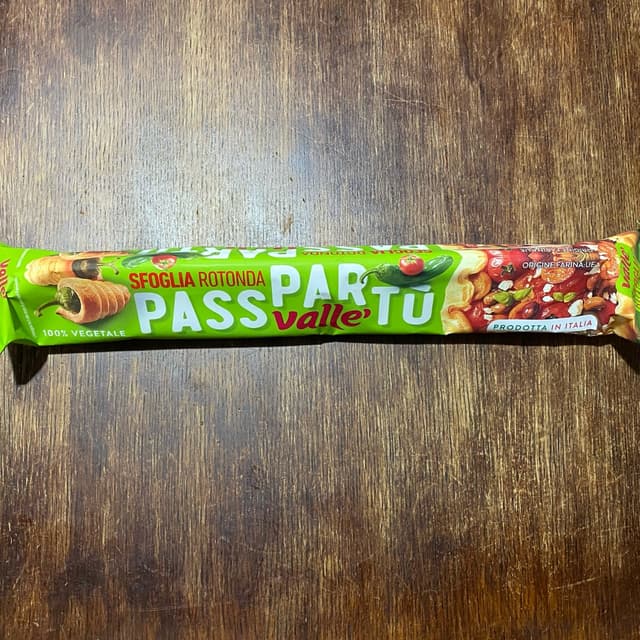 SFOGLIA ROTONDA
PASSPARTÙ
Valle'
100% VEGETALE
ORIGINE FARINA: UE
PRODOTTA IN ITALIA